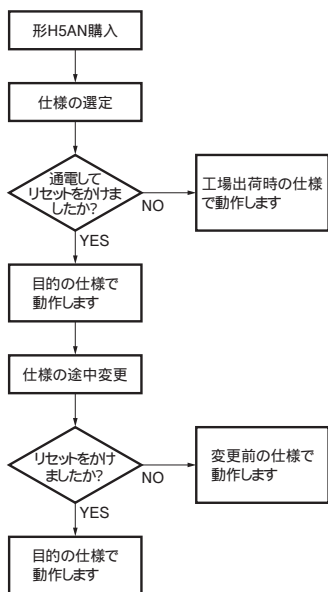 形H5AN購入
仕様の選定
通電して
リセットをかけま
したか?
NO
工場出荷時の仕様
で動作します
YES
目的の仕様で
動作します
仕様の途中変更
リセットをかけ
ましたか?
NO
変更前の仕様で
動作します
YES
目的の仕様で
動作します